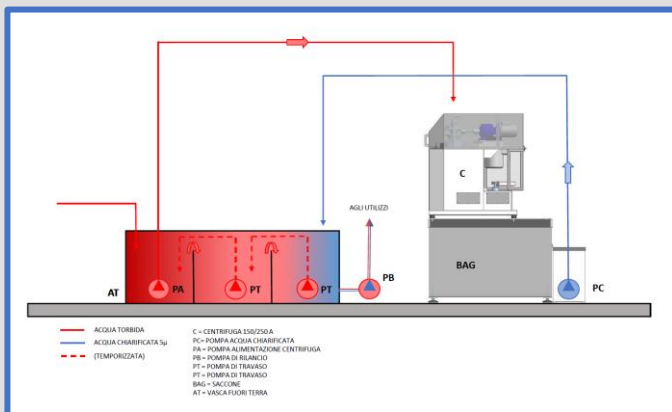 C
AGLI UTILIZZI
PB
BAG
AT
PA
PT
PT
PC
ACQUA TORBIDA
ACQUA CHIARIFICATA 5µ
(TEMPORIZZATA)
C = CENTRIFUGA 150/250 A
PC= POMPA ACQUA CHIARIFICATA
PA = POMPA ALIMENTAZIONE CENTRIFUGA
PB = POMPA DI RILANCIO
PT = POMPA DI TRAVASO
PT = POMPA DI TRAVASO
BAG = SACCONE
AT = VASCA FUORI TERRA